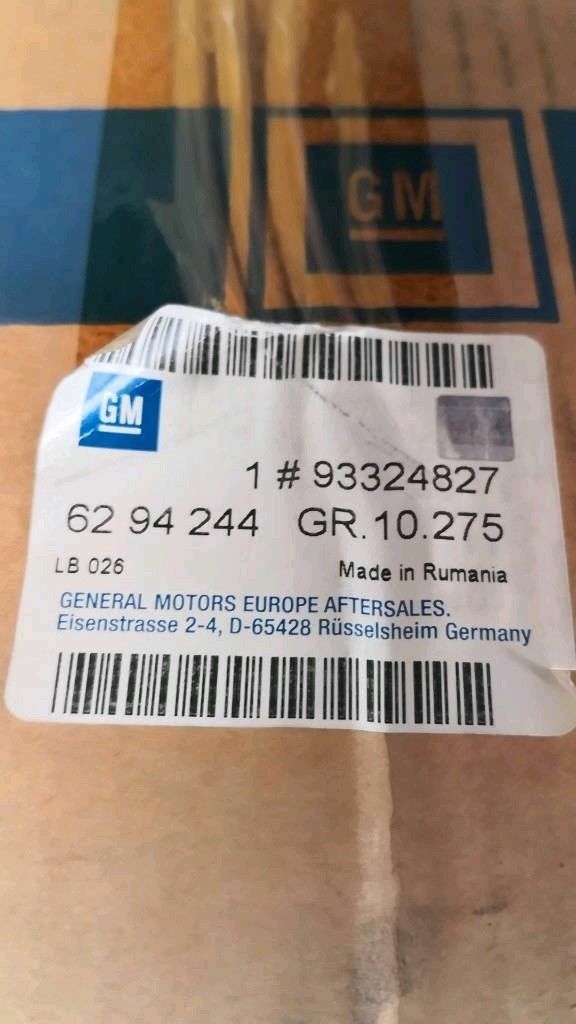 GM
GM
1 # 93324827
62 94 244 GR.10.275
LB 026 Made in Rumania
GENERAL MOTORS EUROPE AFTERSALES.
Eisenstrasse 2-4, D-65428 Rüsselsheim Germany